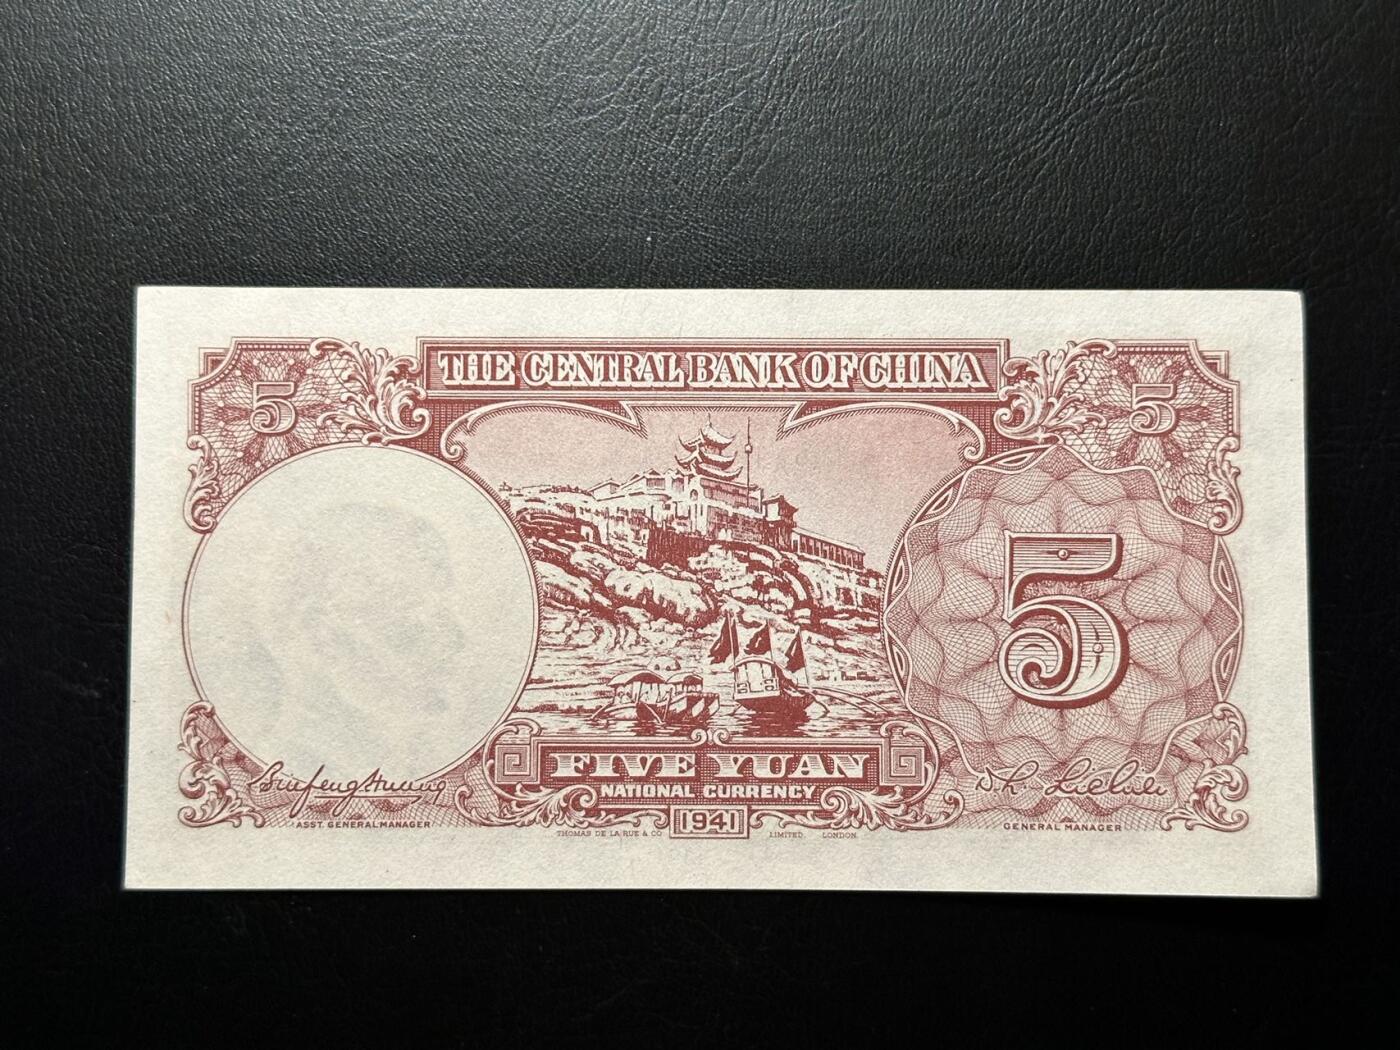 THE CENTRAL BANK OF CHINA
5 5
5
FIVE YUAN
NATIONAL CURRENCY
1941
ASST. GENERAL MANAGER
GENERAL MANAGER
THOMAS DE LA RUE & CO LIMITED. LONDON.